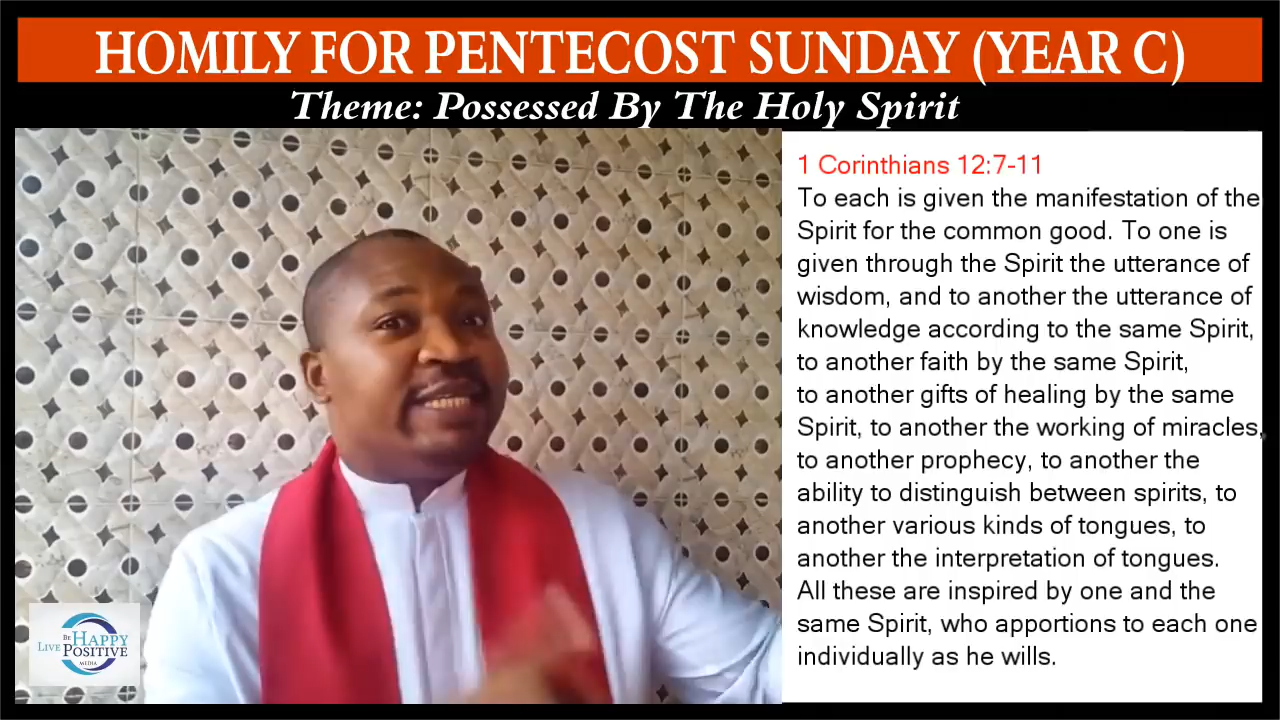 HOMILY FOR PENTECOST SUNDAY (YEAR C)
Theme: Possessed By The Holy Spirit
1 Corinthians 12:7-11
To each is given the manifestation of the
Spirit for the common good. To one is
given through the Spirit the utterance of
wisdom, and to another the utterance of
knowledge according to the same Spirit,
to another faith by the same Spirit,
to another gifts of healing by the same
Spirit, to another the working of miracles,
to another prophecy, to another the
ability to distinguish between spirits, to
another various kinds of tongues, to
another the interpretation of tongues.
All these are inspired by one and the
same Spirit, who apportions to each one
individually as he wills.
Be HAPPY
LIVE POSITIVE
MEDIA